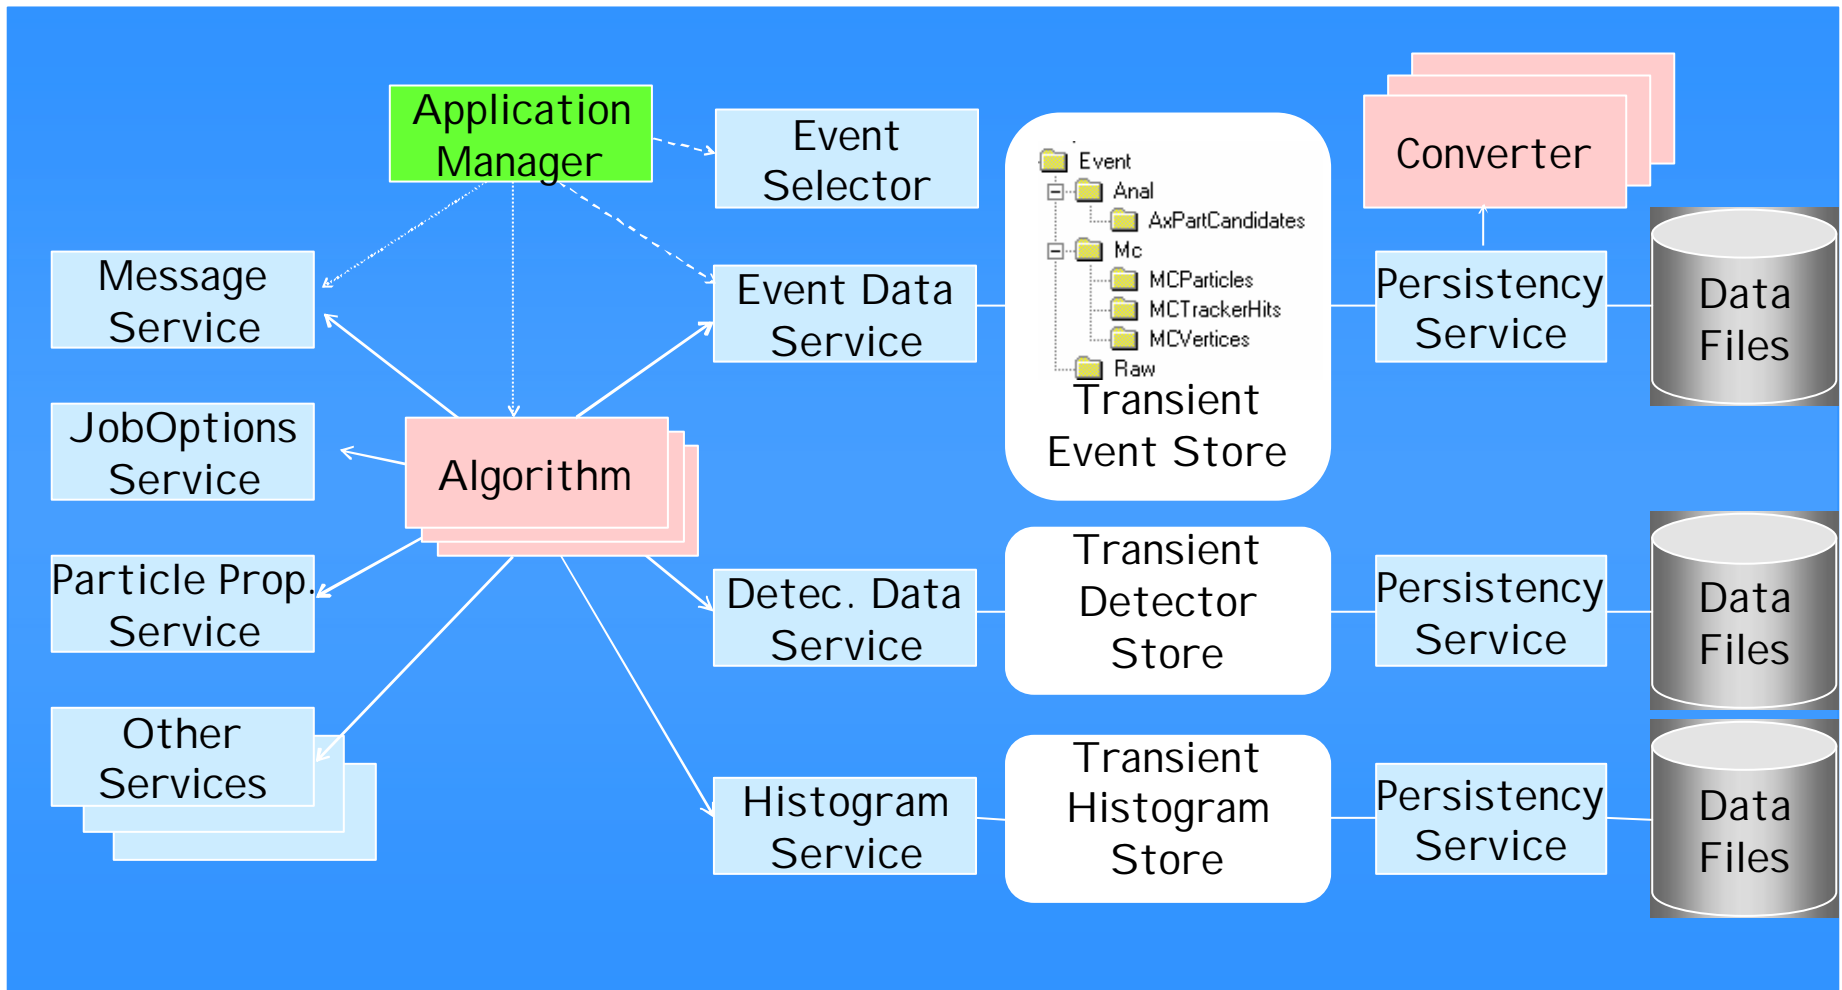 Application
Manager
Event
Selector
Event
Anal
AxPartCandidates
Mc
MCParticles
MCTrackerHits
MCVertices
Raw
Transient
Event Store
Converter
Message
Service
Event Data
Service
Persistency
Service
Data
Files
JobOptions
Service
Algorithm
Particle Prop.
Service
Detec. Data
Service
Transient
Detector
Store
Persistency
Service
Data
Files
Other
Services
Histogram
Service
Transient
Histogram
Store
Persistency
Service
Data
Files